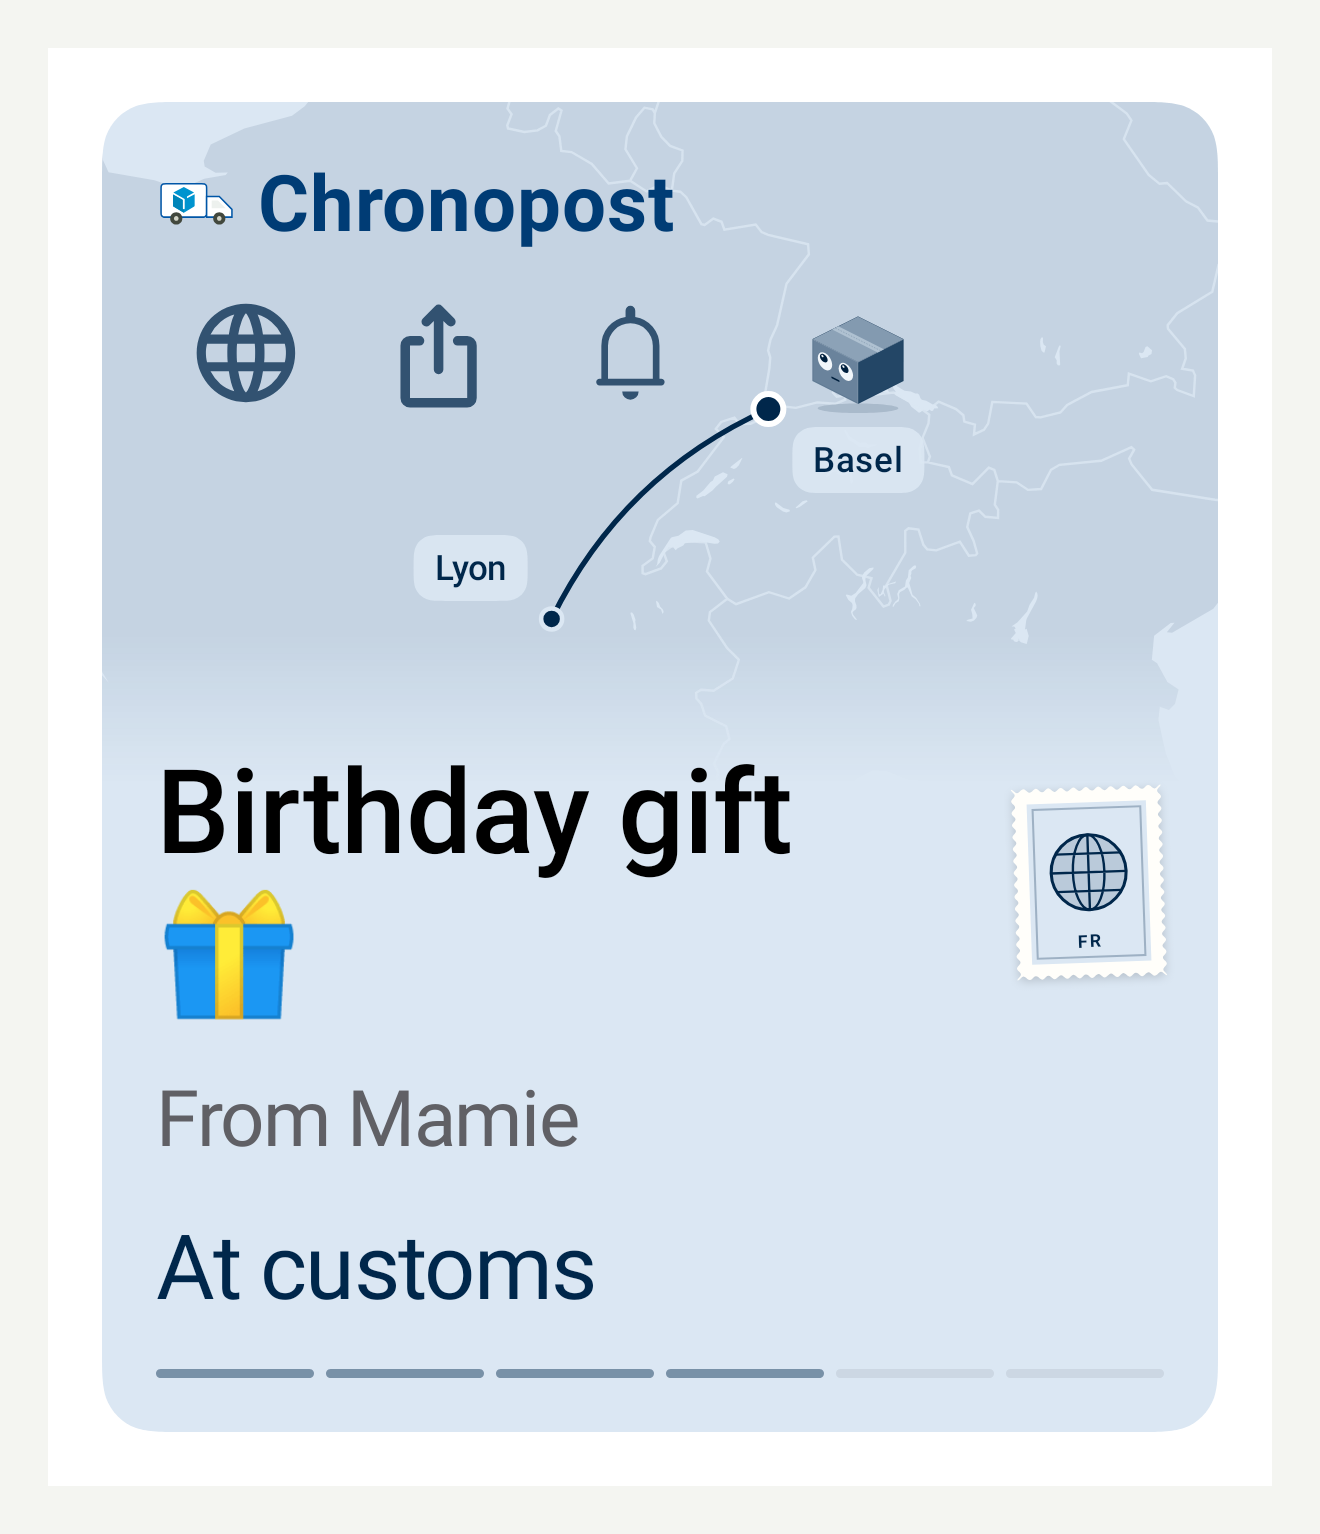 Chronopost
Basel
Lyon
Birthday gift
FR
From Mamie
At customs